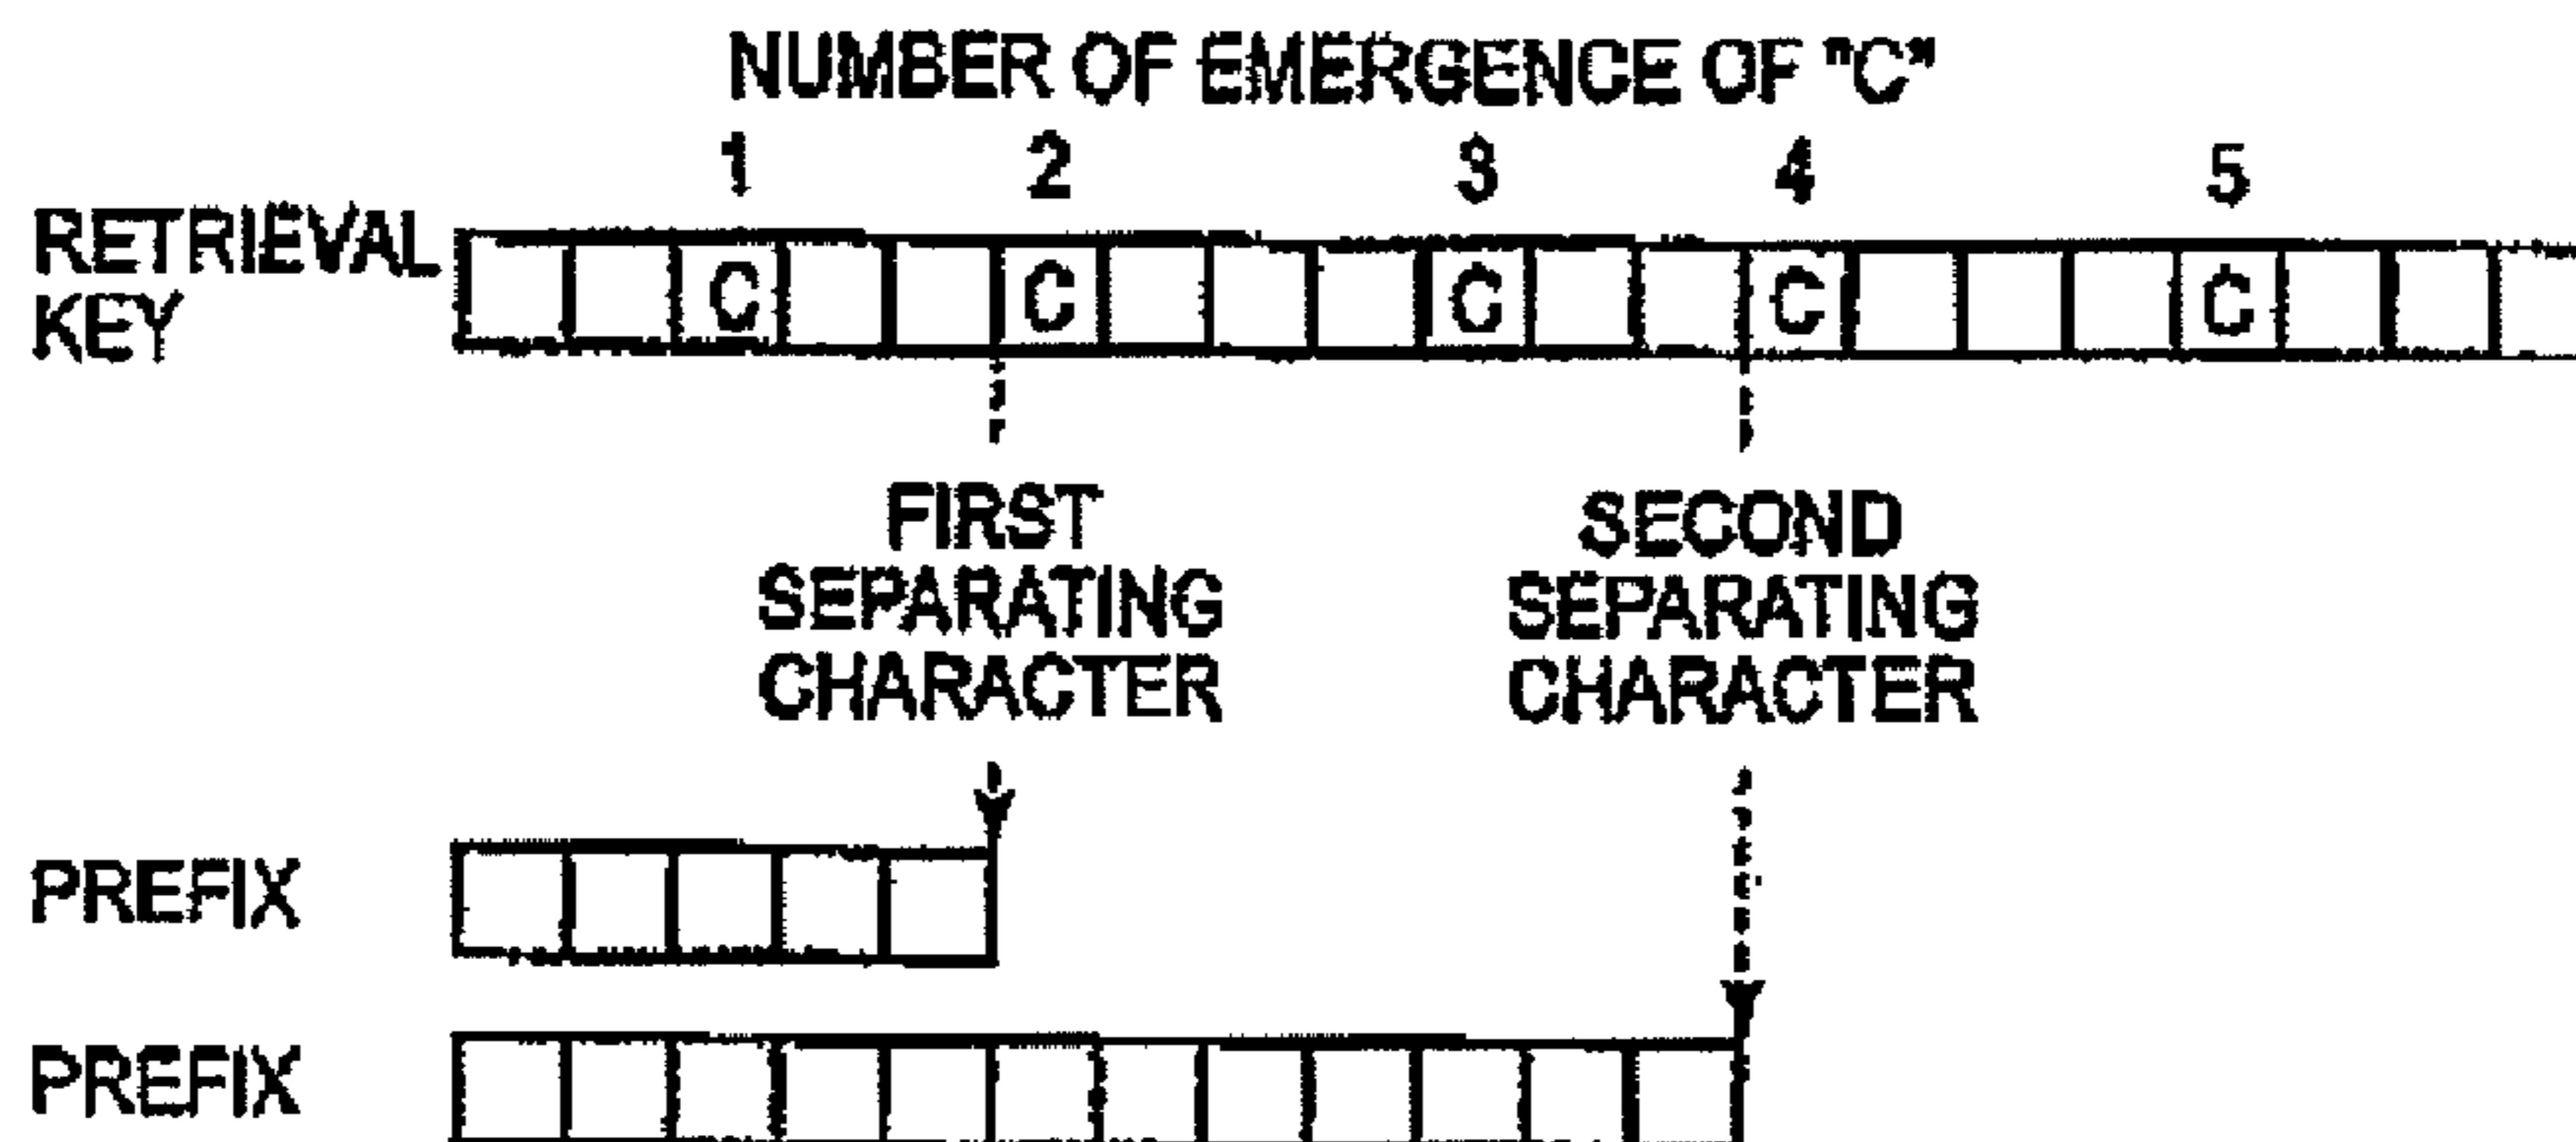 NUMBER OF EMERGENCE OF "C"
1 2 3 4 5
RETRIEVAL
KEY
C C C C C
FIRST
SEPARATING
CHARACTER
SECOND
SEPARATING
CHARACTER
PREFIX
PREFIX